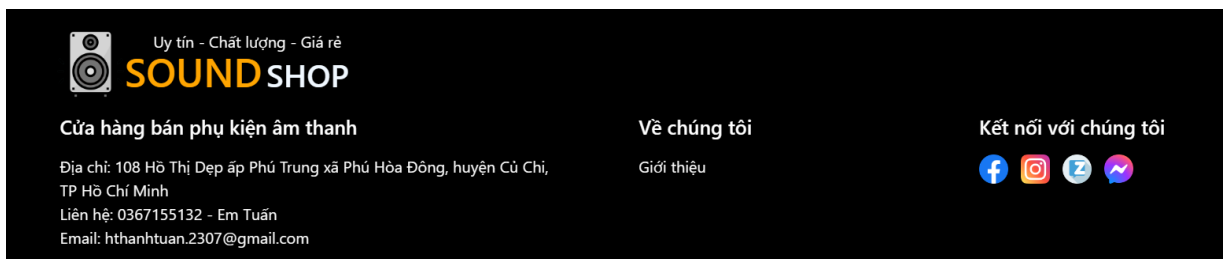 Uy tín - Chất lượng - Giá rẻ
SOUND SHOP
Cửa hàng bán phụ kiện âm thanh
Địa chỉ: 108 Hồ Thị Dẹp ấp Phú Trung xã Phú Hòa Đông, huyện Củ Chi,
TP Hồ Chí Minh
Liên hệ: 0367155132 - Em Tuấn
Email: hthanhtuan.2307@gmail.com
Về chúng tôi
Giới thiệu
Kết nối với chúng tôi